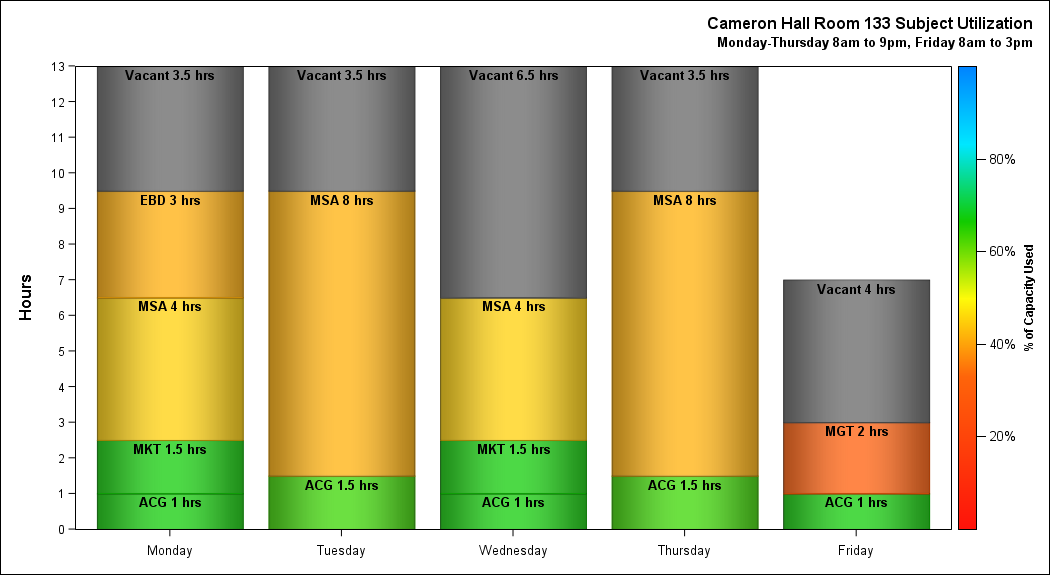 Cameron Hall Room 133 Subject Utilization
Monday-Thursday 8am to 9pm, Friday 8am to 3pm
Hours
13
12
11
10
9
8
7
6
5
4
3
2
1
0
Vacant 3.5 hrs
EBD 3 hrs
MSA 4 hrs
MKT 1.5 hrs
ACG 1 hrs
Vacant 3.5 hrs
MSA 8 hrs
ACG 1.5 hrs
Vacant 6.5 hrs
MSA 4 hrs
MKT 1.5 hrs
ACG 1 hrs
Vacant 3.5 hrs
MSA 8 hrs
ACG 1.5 hrs
Vacant 4 hrs
MGT 2 hrs
ACG 1 hrs
Monday
Tuesday
Wednesday
Thursday
Friday
80%
60%
40%
20%
% of Capacity Used